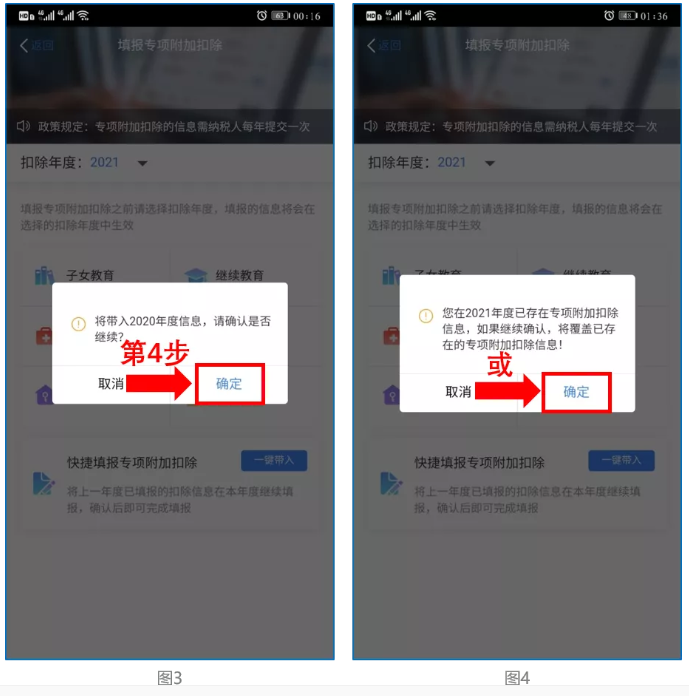 HD 4G 4G 63 00:16
返回 填报专项附加扣除
政策规定：专项附加扣除的信息需纳税人每年提交一次
扣除年度：2021
填报专项附加扣除之前请选择扣除年度，填报的信息将会在
选择的扣除年度中生效
子女教育 继续教育
将带入2020年度信息，请确认是否
继续？
第4步
取消 确定
快捷填报专项附加扣除 一键带入
将上一年度已填报的扣除信息在本年度继续填
报，确认后即可完成填报
图3
HD 4G 4G 01:36
返回 填报专项附加扣除
政策规定：专项附加扣除的信息需纳税人每年提交一次
扣除年度：2021
填报专项附加扣除之前请选择扣除年度，填报的信息将会在
选择的扣除年度中生效
子女教育 继续教育
您在2021年度已存在专项附加扣除
信息，如果继续确认，将覆盖已存
在的专项附加扣除信息！
或
取消 确定
快捷填报专项附加扣除 一键带入
将上一年度已填报的扣除信息在本年度继续填
报，确认后即可完成填报
图4